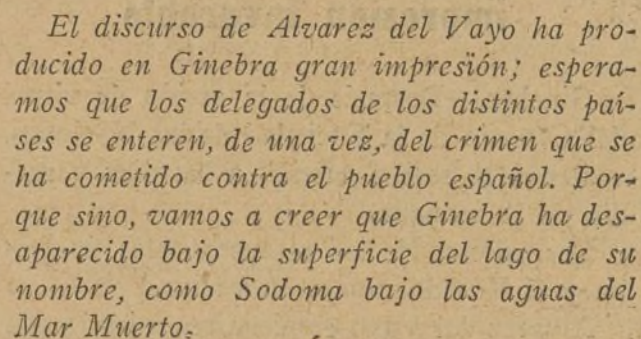 El discurso de Alvarez del Vayo ha pro-
ducido en Ginebra gran impresión; espera-
mos que los delegados de los distintos paí-
ses se enteren, de una vez, del crimen que se
ha cometido contra el pueblo español. Por-
que sino, vamos a creer que Ginebra ha des-
aparecido bajo la superficie del lago de su
nombre, como Sodoma bajo las aguas del
Mar Muerto.